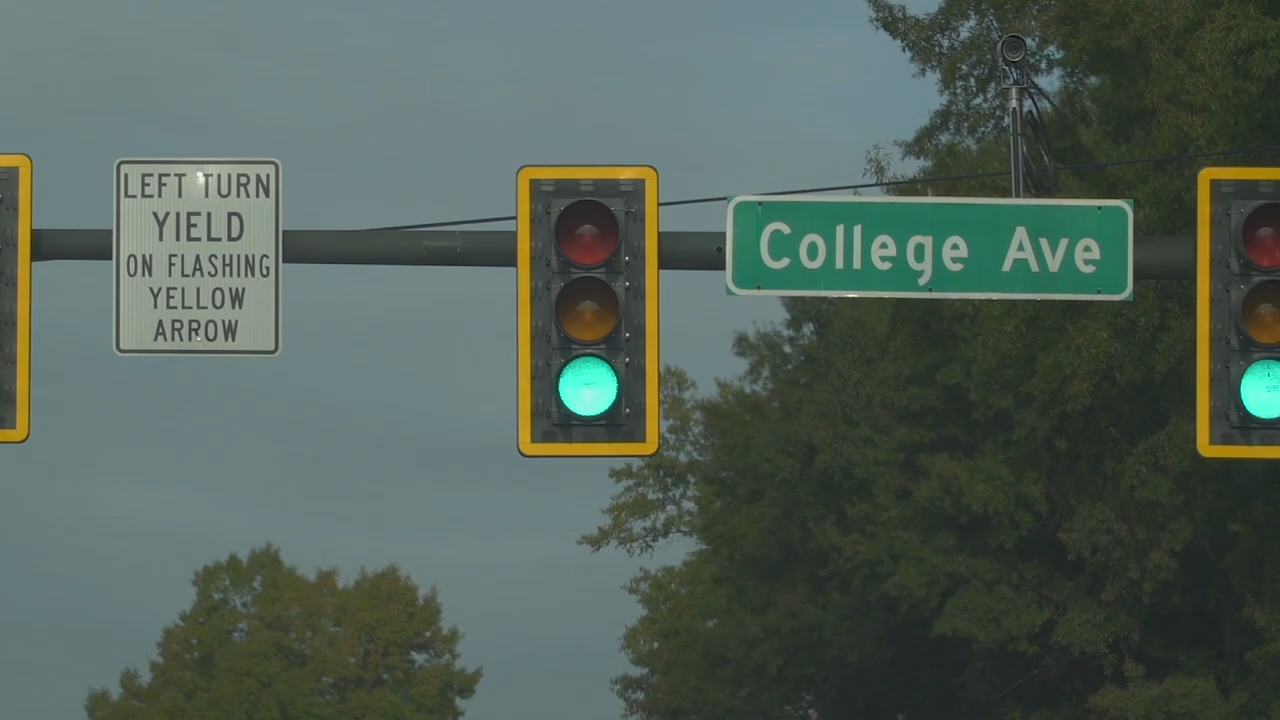 LEFT TURN
YIELD
ON FLASHING
YELLOW
ARROW
College Ave